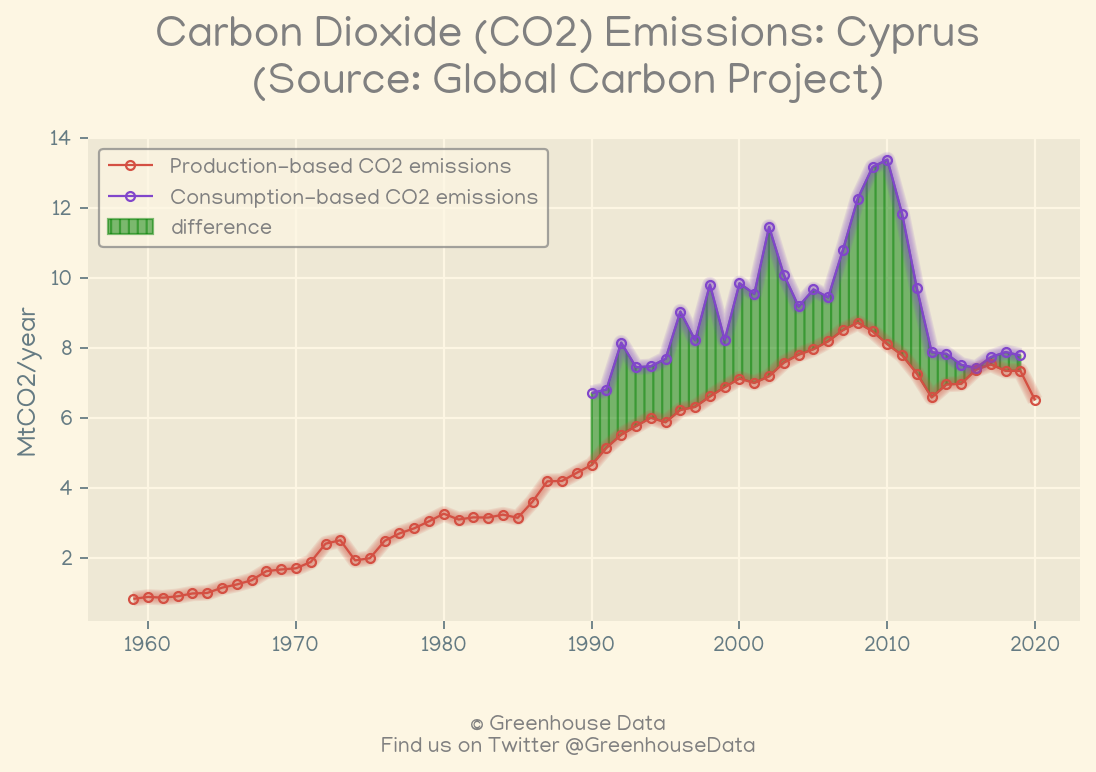 Carbon Dioxide (CO2) Emissions: Cyprus
(Source: Global Carbon Project)
MtCO2/year
14
12
10
8
6
4
2
Production-based CO2 emissions
Consumption-based CO2 emissions
difference
1960 1970 1980 1990 2000 2010 2020
© Greenhouse Data
Find us on Twitter @GreenhouseData